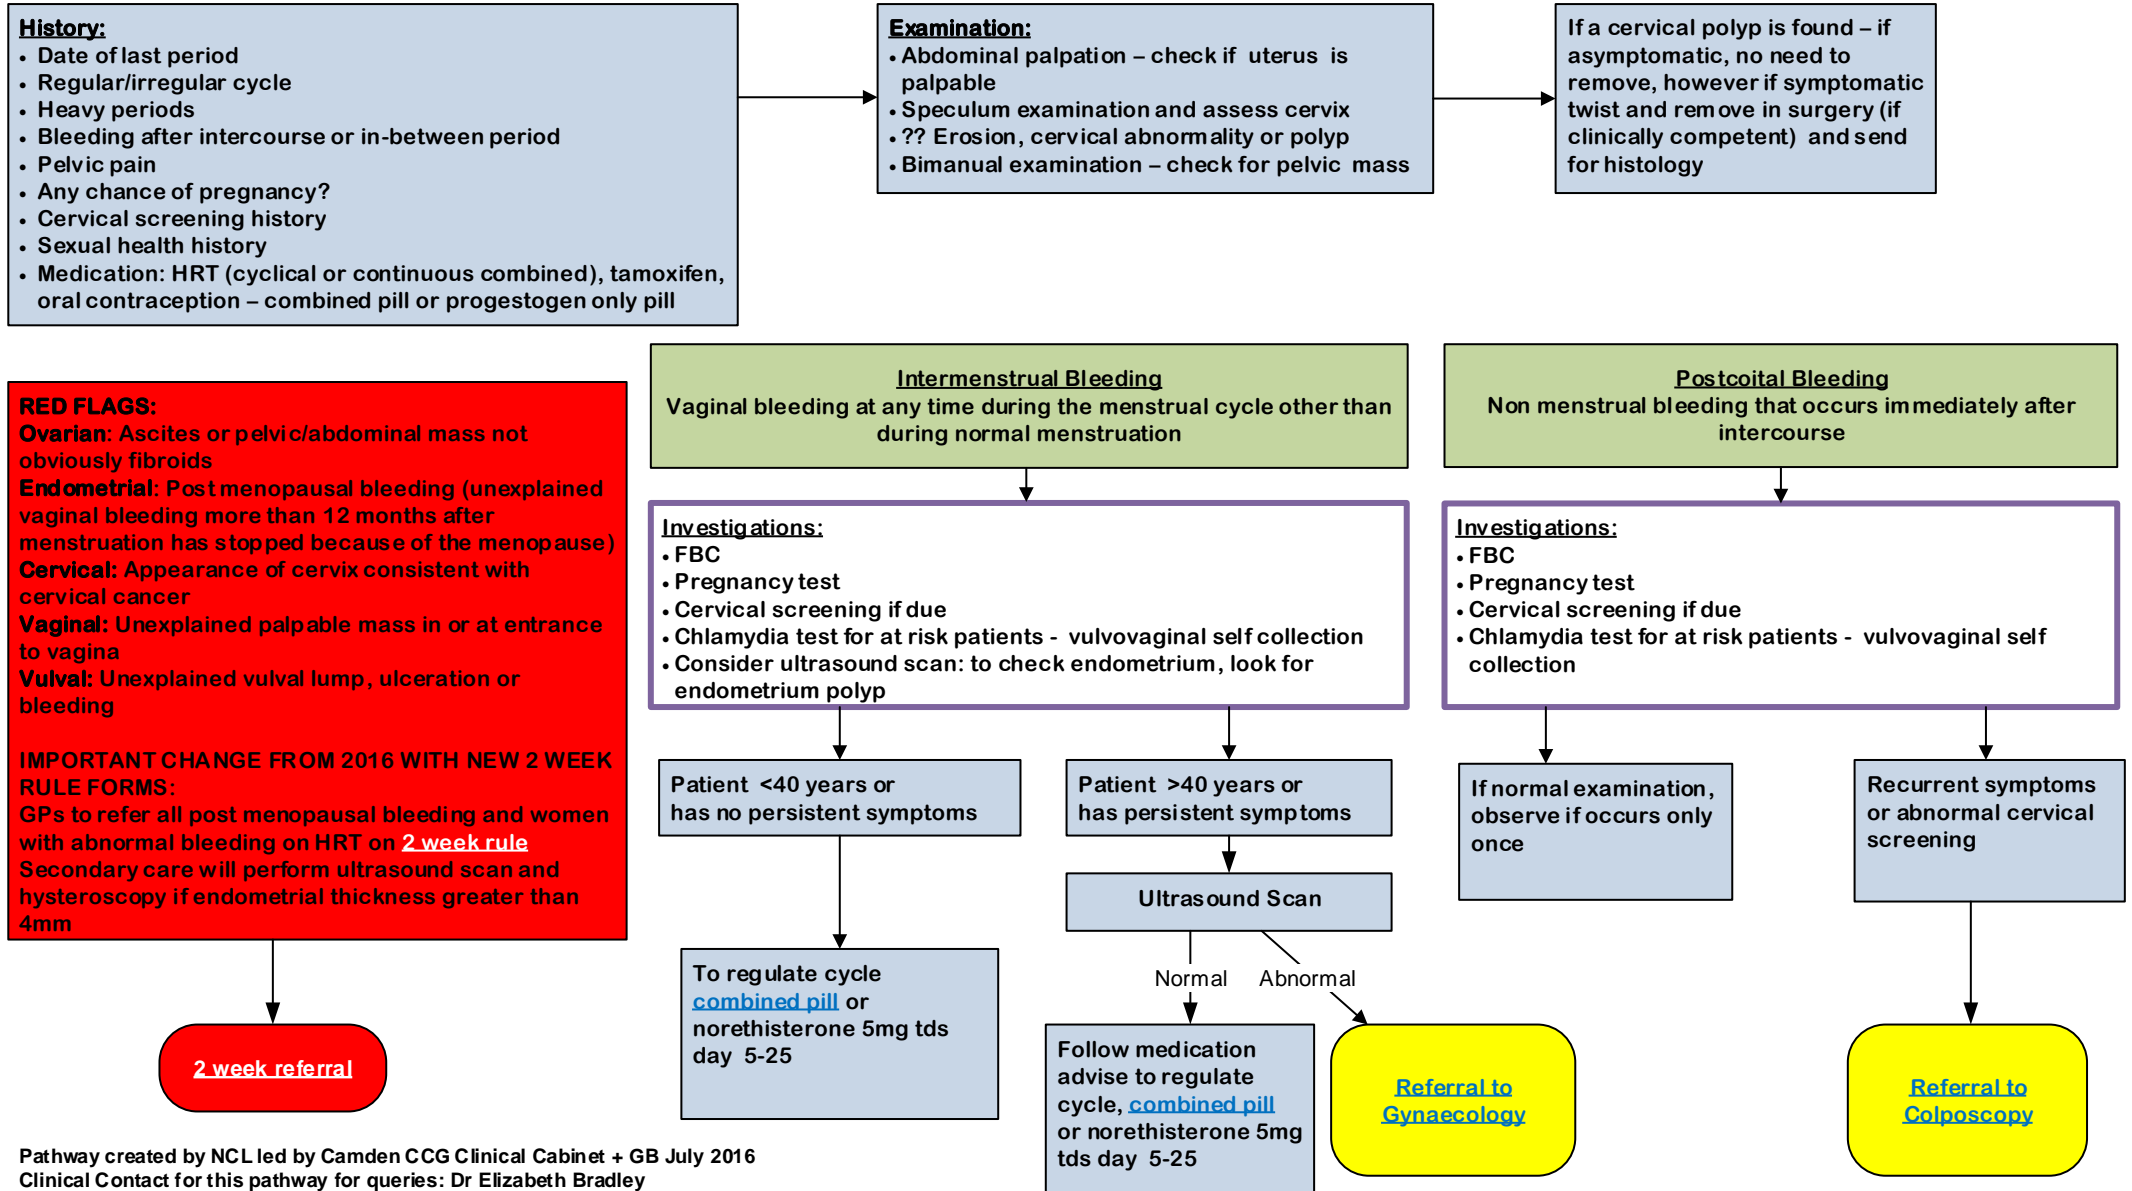 History:
• Date of last period
• Regular/irregular cycle
• Heavy periods
• Bleeding after intercourse or in-between period
• Pelvic pain
• Any chance of pregnancy?
• Cervical screening history
• Sexual health history
• Medication: HRT (cyclical or continuous combined), tamoxifen,
oral contraception – combined pill or progestogen only pill
Examination:
• Abdominal palpation – check if uterus is
palpable
• Speculum examination and assess cervix
• ?? Erosion, cervical abnormality or polyp
• Bimanual examination – check for pelvic mass
If a cervical polyp is found – if
asymptomatic, no need to
remove, however if symptomatic
twist and remove in surgery (if
clinically competent) and send
for histology
RED FLAGS:
Ovarian: Ascites or pelvic/abdominal mass not
obviously fibroids
Endometrial: Post menopausal bleeding (unexplained
vaginal bleeding more than 12 months after
menstruation has stopped because of the menopause)
Cervical: Appearance of cervix consistent with
cervical cancer
Vaginal: Unexplained palpable mass in or at entrance
to vagina
Vulval: Unexplained vulval lump, ulceration or
bleeding
IMPORTANT CHANGE FROM 2016 WITH NEW 2 WEEK
RULE FORMS:
GPs to refer all post menopausal bleeding and women
with abnormal bleeding on HRT on 2 week rule
Secondary care will perform ultrasound scan and
hysteroscopy if endometrial thickness greater than
4mm
2 week referral
Intermenstrual Bleeding
Vaginal bleeding at any time during the menstrual cycle other than
during normal menstruation
Investigations:
• FBC
• Pregnancy test
• Cervical screening if due
• Chlamydia test for at risk patients - vulvovaginal self collection
• Consider ultrasound scan: to check endometrium, look for
endometrium polyp
Patient <40 years or
has no persistent symptoms
To regulate cycle
combined pill or
norethisterone 5mg tds
day 5-25
Patient >40 years or
has persistent symptoms
Ultrasound Scan
Normal
Abnormal
Follow medication
advise to regulate
cycle, combined pill
or norethisterone 5mg
tds day 5-25
Referral to
Gynaecology
Postcoital Bleeding
Non menstrual bleeding that occurs immediately after
intercourse
Investigations:
• FBC
• Pregnancy test
• Cervical screening if due
• Chlamydia test for at risk patients - vulvovaginal self
collection
If normal examination,
observe if occurs only
once
Recurrent symptoms
or abnormal cervical
screening
Referral to
Colposcopy
Pathway created by NCL led by Camden CCG Clinical Cabinet + GB July 2016
Clinical Contact for this pathway for queries: Dr Elizabeth Bradley